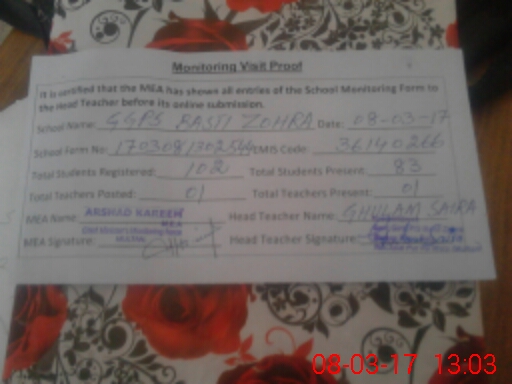 Monitoring Visit Proof
It is certified that the MEA has shown all entries of the School Monitoring Form to
the Head Teacher before its online submission.
School Name: GGPS BASTI ZOHRA Date: 08-03-17
School Form No: EMIS Code: 36140266
Total Students Registered: 102 Total Students Present: 83
Total Teachers Posted: 01 Total Teachers Present: 01
MEA Name: ARSHAD KAREEM Head Teacher Name: GHULAM SAIRA
MEA
MEA Signature: Head Teacher Signature:
MULTAN
08-03-17 13:03